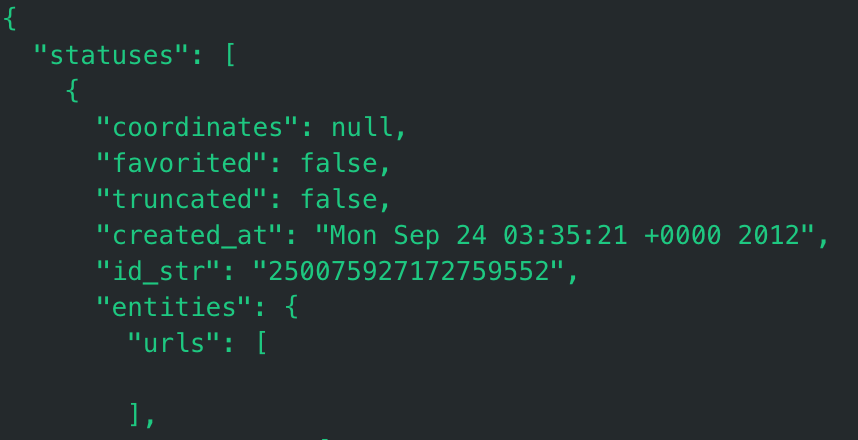 {
  "statuses": [
    {
      "coordinates": null,
      "favorited": false,
      "truncated": false,
      "created_at": "Mon Sep 24 03:35:21 +0000 2012",
      "id_str": "250075927172759552",
      "entities": {
        "urls": [

        ],